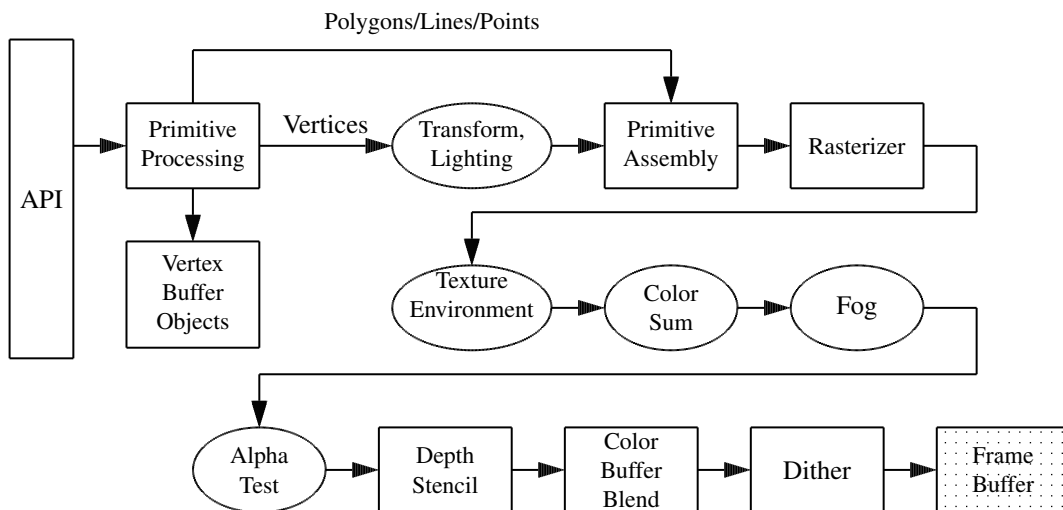 Polygons/Lines/Points
API
Primitive
Processing
Vertices
Transform,
Lighting
Primitive
Assembly
Rasterizer
Vertex
Buffer
Objects
Texture
Environment
Color
Sum
Fog
Alpha
Test
Depth
Stencil
Color
Buffer
Blend
Dither
Frame
Buffer